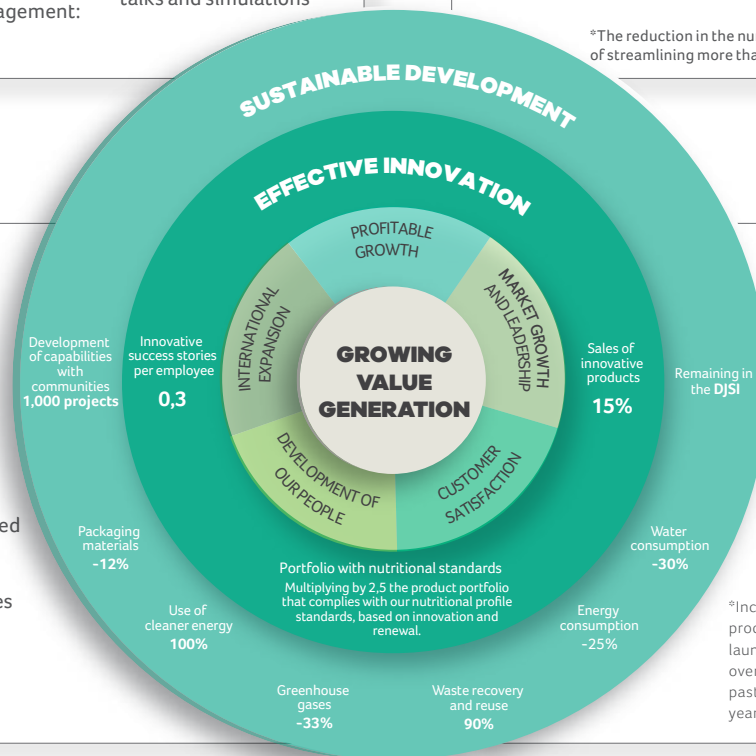 agement:
talks and simulations
*The reduction in the nu
of streamlining more tha
SUSTAINABLE DEVELOPMENT
EFFECTIVE INNOVATION
PROFITABLE
GROWTH
MARKET GROWTH
AND LEADERSHIP
INTERNATIONAL
EXPANSION
GROWING
VALUE
GENERATION
CUSTOMER
SATISFACTION
DEVELOPMENT OF
OUR PEOPLE
Development
of capabilities
with
communities
1,000 projects
Innovative
success stories
per employee
0,3
Sales of
innovative
products
15%
Remaining in
the DJSI
ed
es
Packaging
materials
-12%
Water
consumption
-30%
Portfolio with nutritional standards
Multiplying by 2,5 the product portfolio
that complies with our nutritional profile
standards, based on innovation and
renewal.
Use of
cleaner energy
100%
Energy
consumption
-25%
Greenhouse
gases
-33%
Waste recovery
and reuse
90%
*Inc
prod
laun
over
past
year